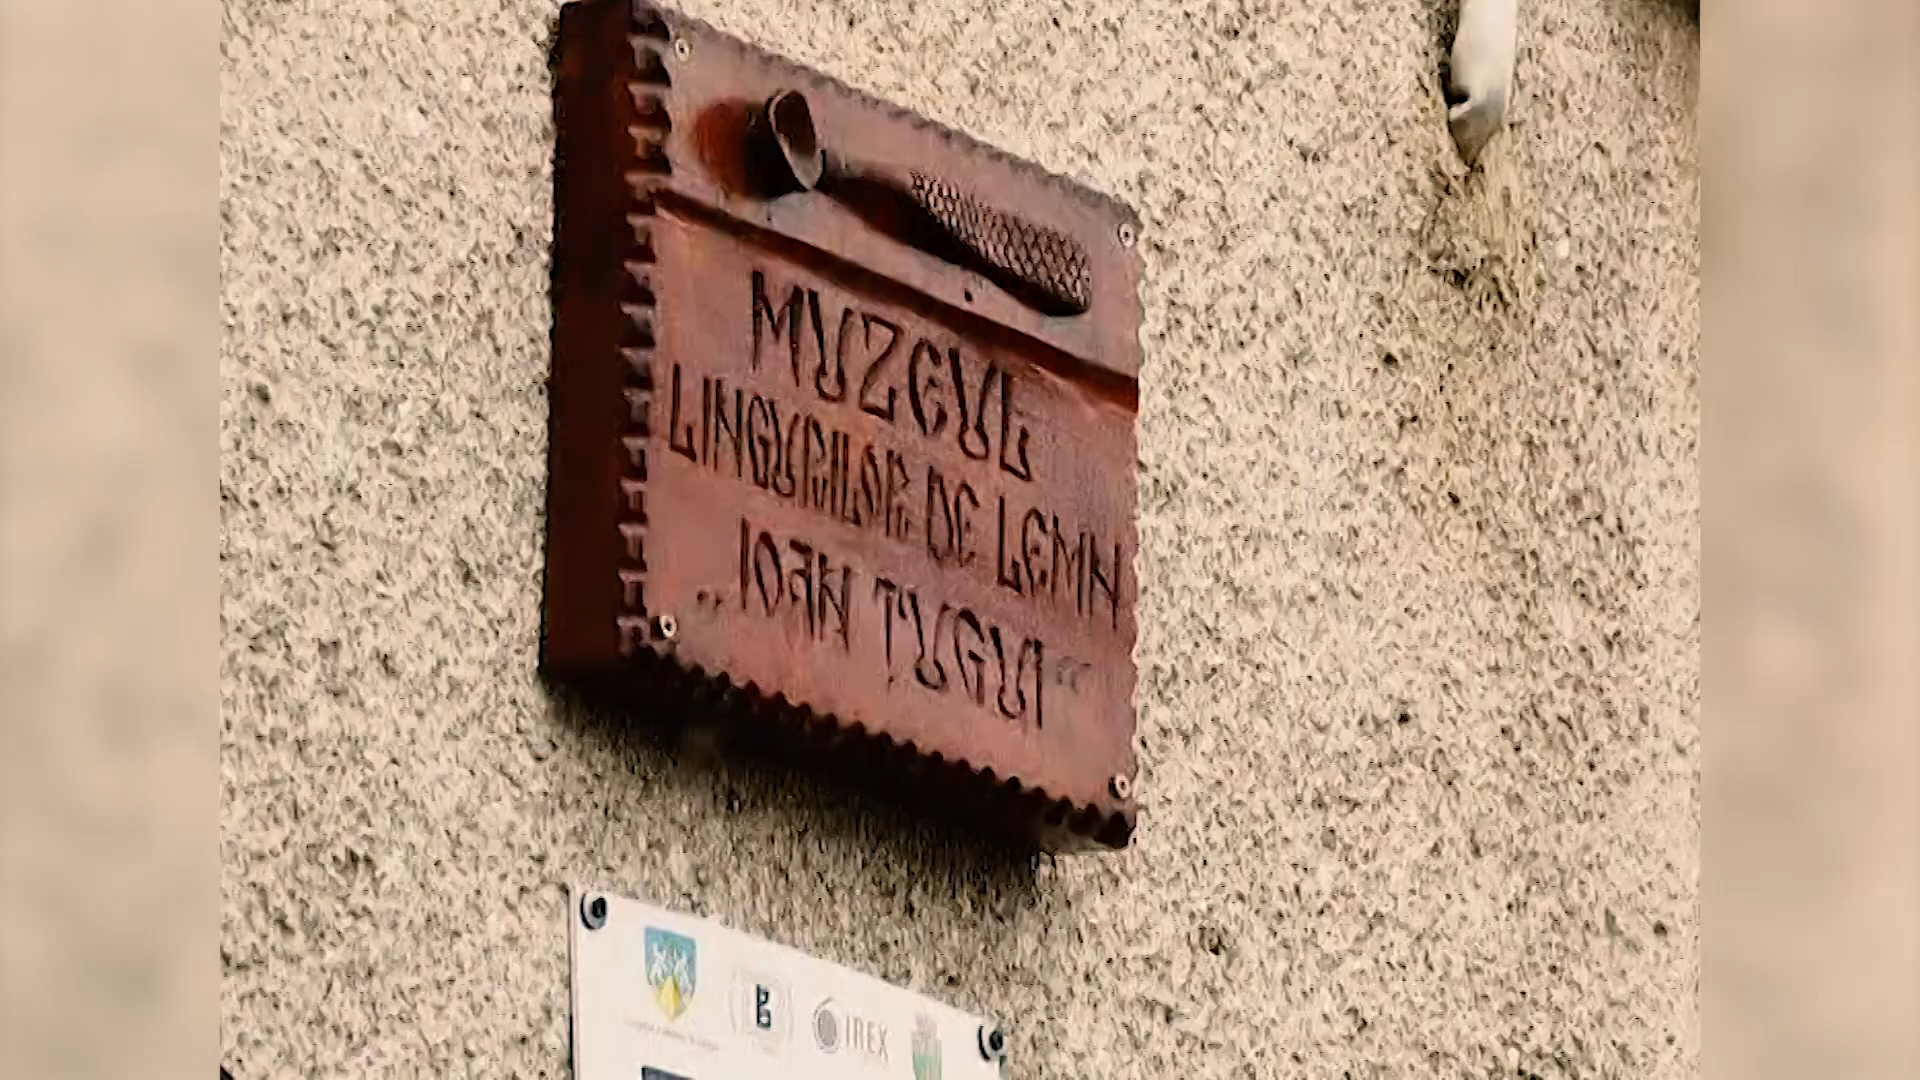 MUZEUL
LINGURILOR DE LEMN
„IOAN ȚUGUI“
IREX